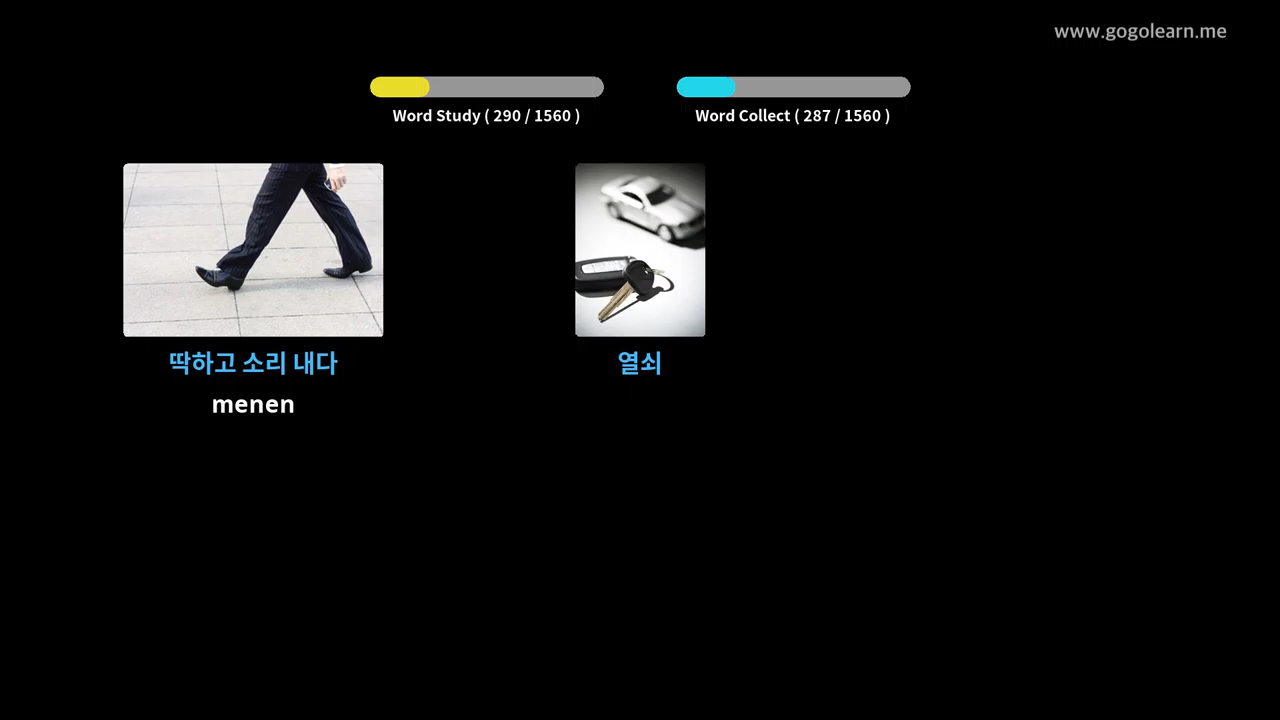 www.gogolearn.me
Word Study ( 290 / 1560 )
Word Collect ( 287 / 1560 )
딱하고 소리 내다
열쇠
menen